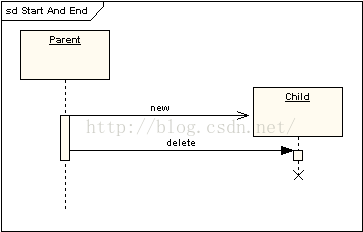 sd Start And End
Parent
new
Child
http://blog.csdn.net/
delete